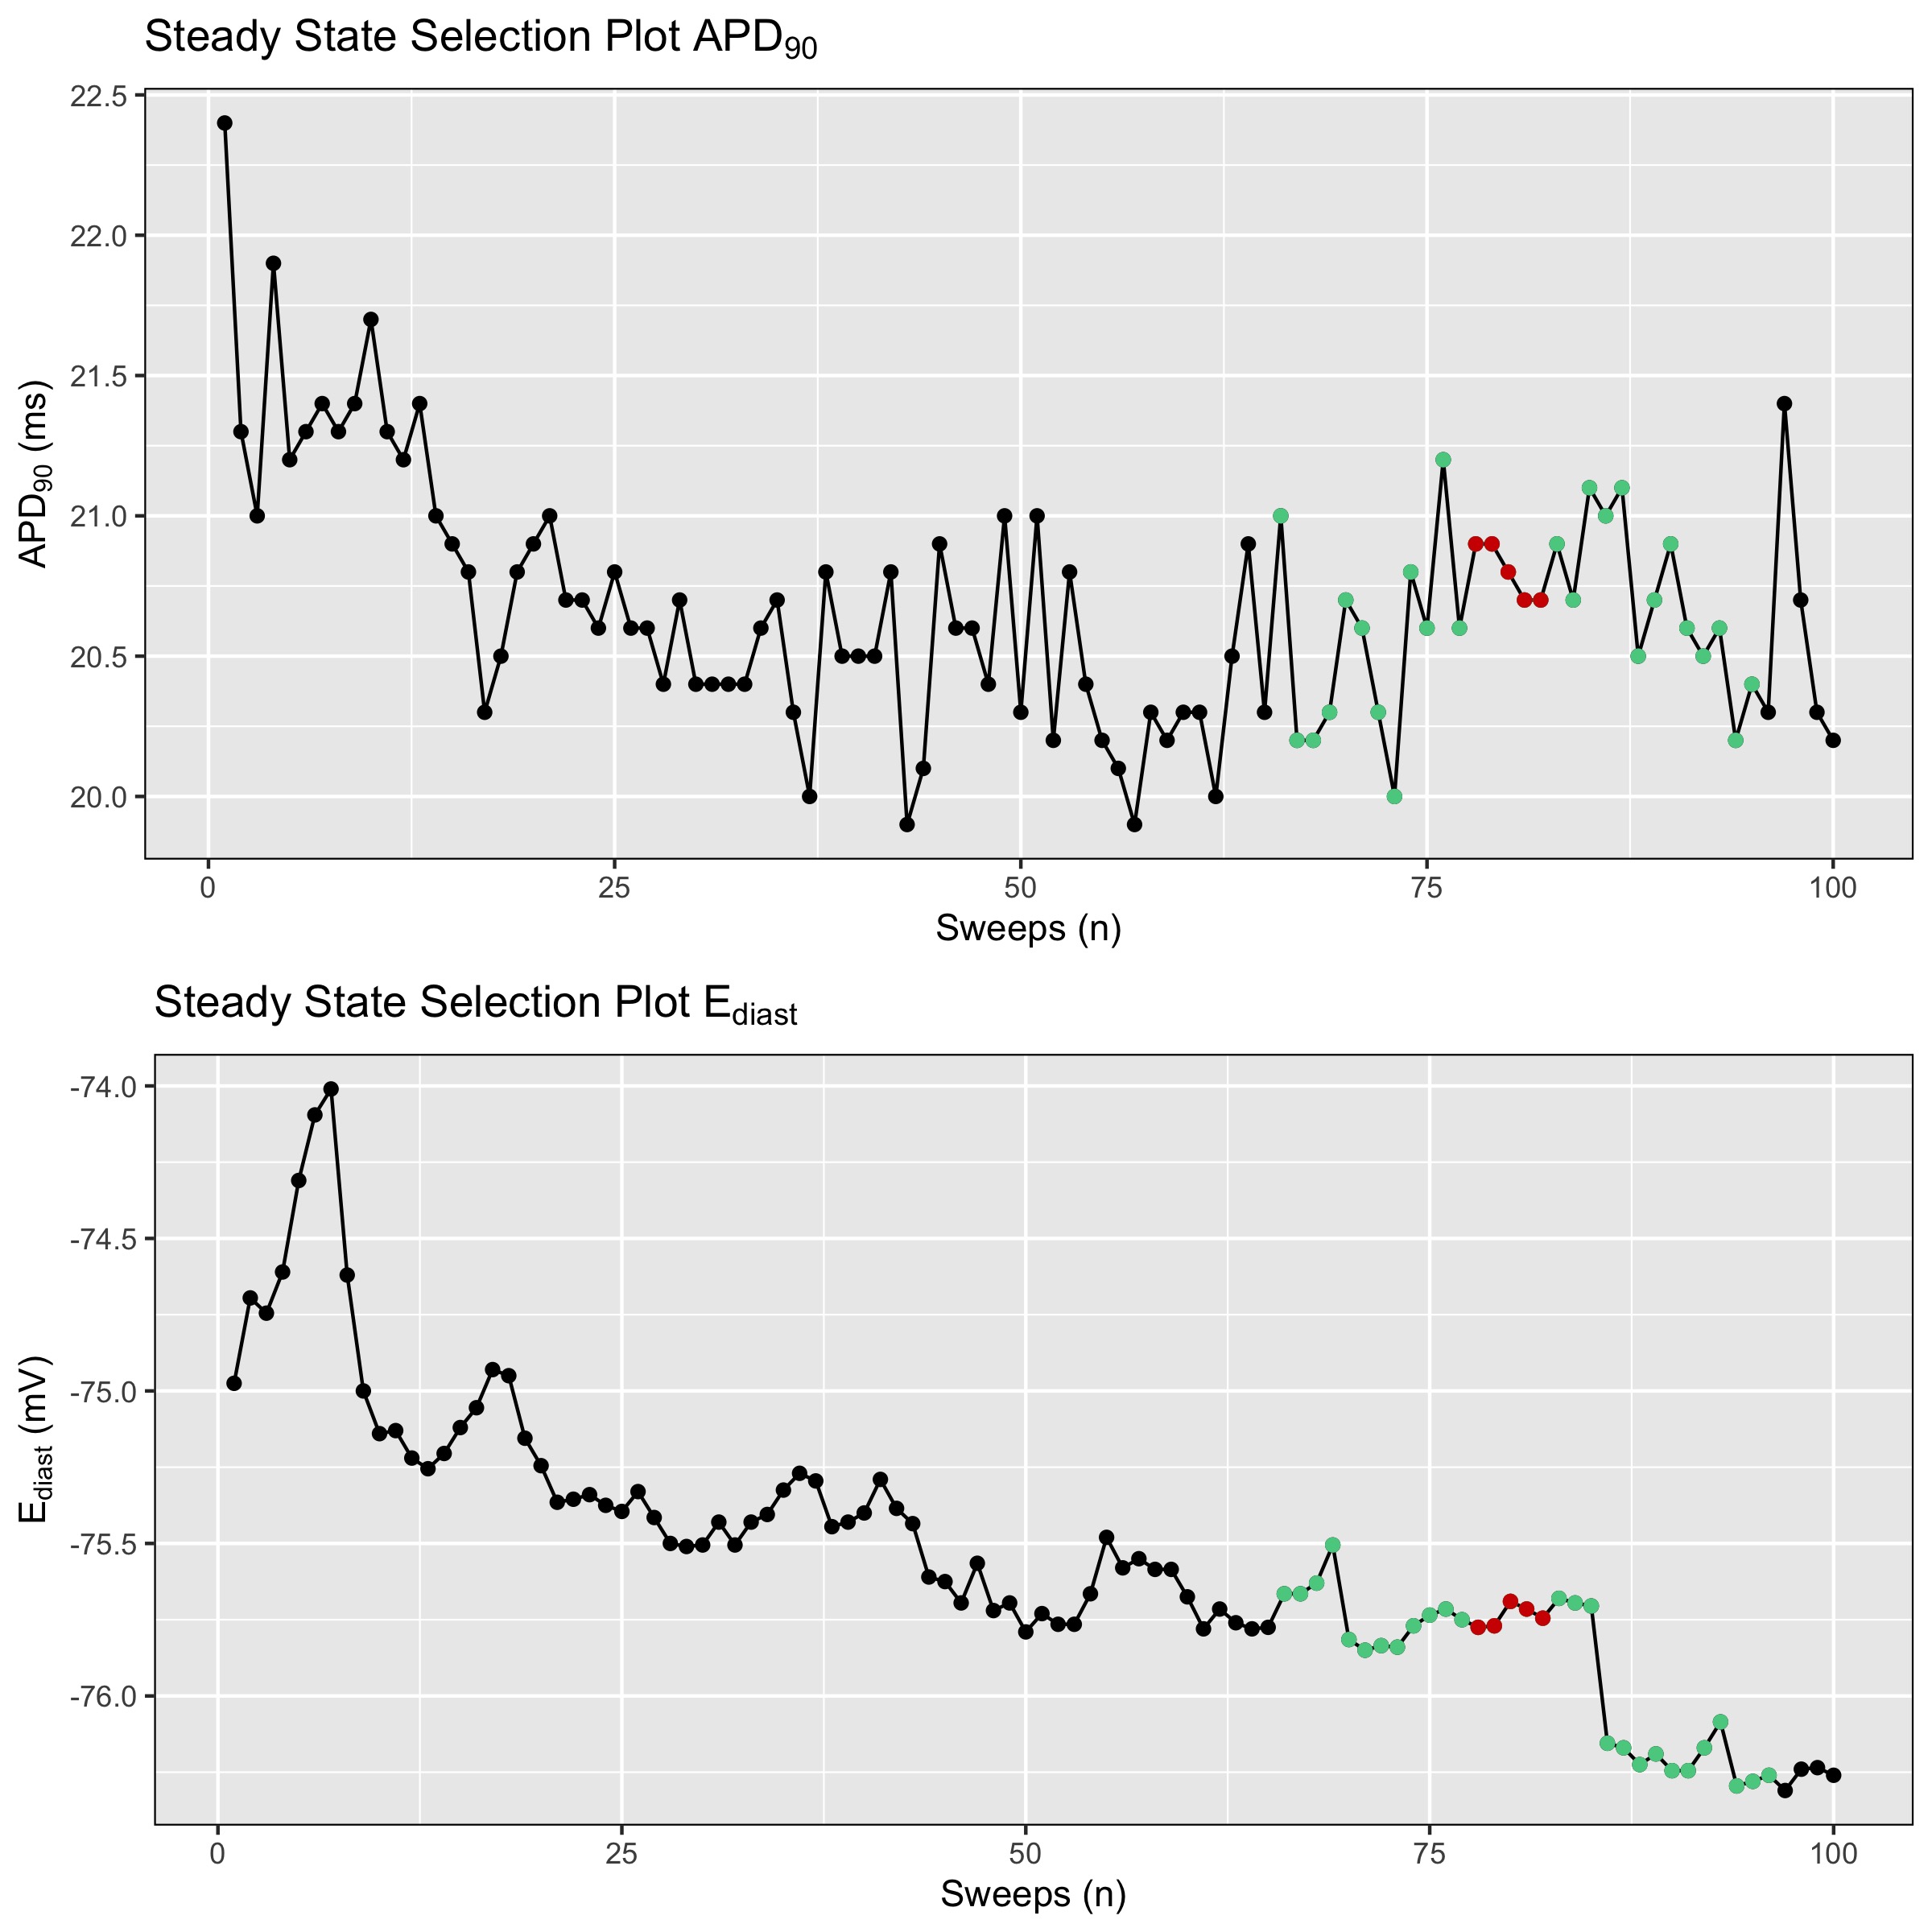 Steady State Selection Plot APD90
22.5
22.0
21.5
21.0
20.5
20.0
APD90 (ms)
0 25 50 75 100
Sweeps (n)
Steady State Selection Plot Ediast
-74.0
-74.5
-75.0
-75.5
-76.0
Ediast (mV)
0 25 50 75 100
Sweeps (n)